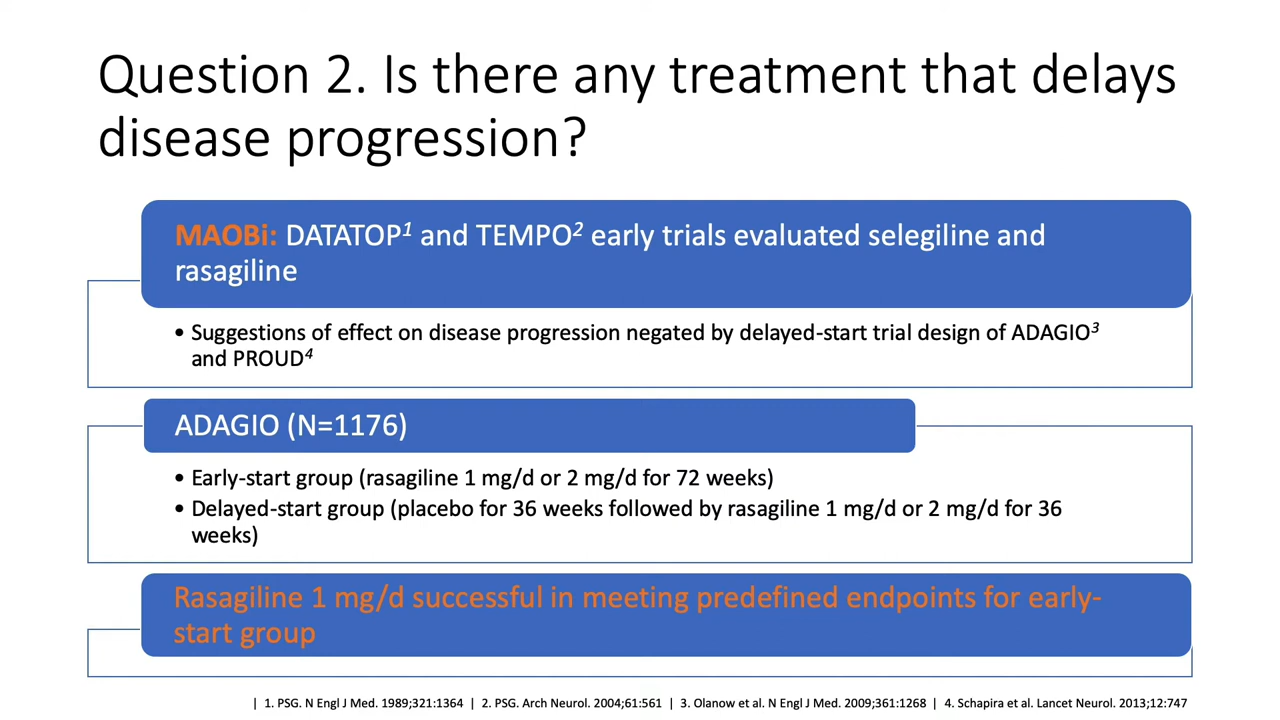 Question 2. Is there any treatment that delays
disease progression?
MAOBi: DATATOP¹ and TEMPO² early trials evaluated selegiline and
rasagiline
• Suggestions of effect on disease progression negated by delayed-start trial design of ADAGIO³
and PROUD⁴
ADAGIO (N=1176)
• Early-start group (rasagiline 1 mg/d or 2 mg/d for 72 weeks)
• Delayed-start group (placebo for 36 weeks followed by rasagiline 1 mg/d or 2 mg/d for 36
weeks)
Rasagiline 1 mg/d successful in meeting predefined endpoints for early-
start group
| 1. PSG. N Engl J Med. 1989;321:1364 | 2. PSG. Arch Neurol. 2004;61:561 | 3. Olanow et al. N Engl J Med. 2009;361:1268 | 4. Schapira et al. Lancet Neurol. 2013;12:747